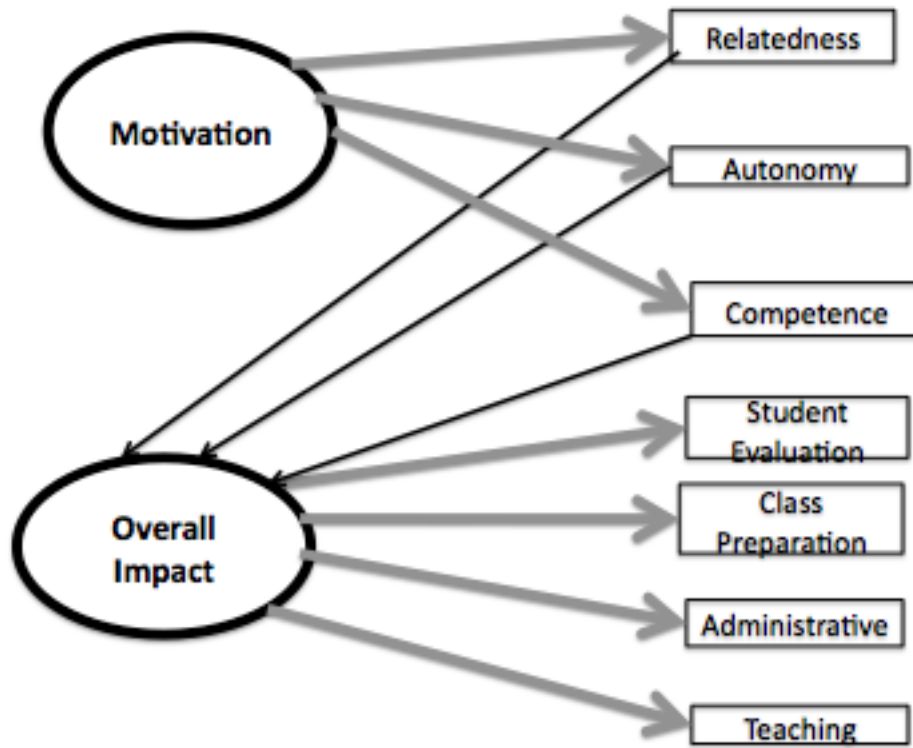 Relatedness
Motivation
Autonomy
Competence
Student
Evaluation
Class
Preparation
Overall
Impact
Administrative
Teaching